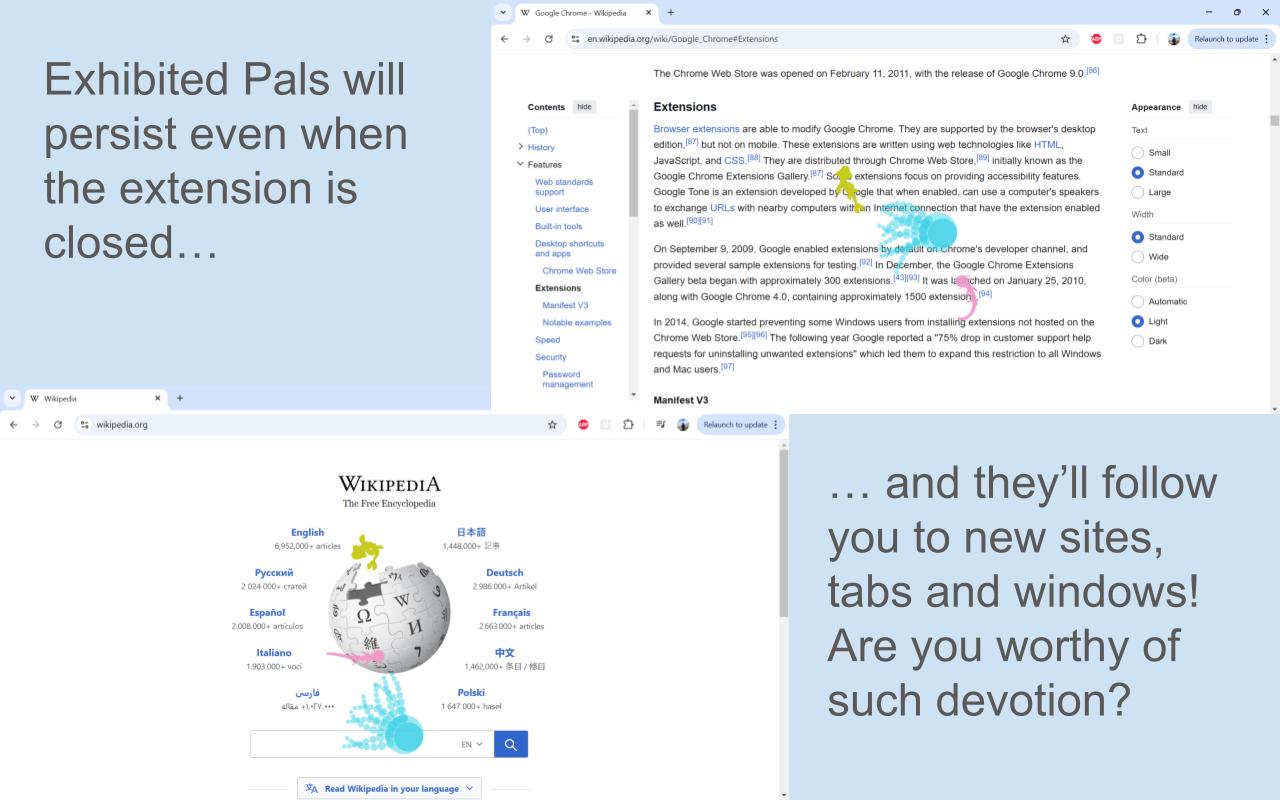 Exhibited Pals will
persist even when
the extension is
closed…
Google Chrome - Wikipedia
en.wikipedia.org/wiki/Google_Chrome#Extensions
ABP
Relaunch to update
The Chrome Web Store was opened on February 11, 2011, with the release of Google Chrome 9.0.[86]
Contents hide
(Top)
History
Features
Web standards
support
User interface
Built-in tools
Desktop shortcuts
and apps
Chrome Web Store
Extensions
Manifest V3
Notable examples
Speed
Security
Password
management
Extensions
Browser extensions are able to modify Google Chrome. They are supported by the browser's desktop
edition,[87] but not on mobile. These extensions are written using web technologies like HTML,
JavaScript, and CSS.[88] They are distributed through Chrome Web Store,[89] initially known as the
Google Chrome Extensions Gallery.[87] Some extensions focus on providing accessibility features.
Google Tone is an extension developed by Google that when enabled, can use a computer's speakers
to exchange URLs with nearby computers with an Internet connection that have the extension enabled
as well.[90][91]
On September 9, 2009, Google enabled extensions by default on Chrome's developer channel, and
provided several sample extensions for testing.[92] In December, the Google Chrome Extensions
Gallery beta began with approximately 300 extensions.[43][93] It was launched on January 25, 2010,
along with Google Chrome 4.0, containing approximately 1500 extensions.[94]
In 2014, Google started preventing some Windows users from installing extensions not hosted on the
Chrome Web Store.[95][96] The following year Google reported a "75% drop in customer support help
requests for uninstalling unwanted extensions" which led them to expand this restriction to all Windows
and Mac users.[97]
Manifest V3
Appearance hide
Text
Small
Standard
Large
Width
Standard
Wide
Color (beta)
Automatic
Light
Dark
Wikipedia
wikipedia.org
ABP
Relaunch to update
WIKIPEDIA
The Free Encyclopedia
English
6,952,000+ articles
日本語
1,448,000+ 記事
Русский
2 024 000+ статей
Deutsch
2.986.000+ Artikel
Español
2.008.000+ artículos
Français
2 663 000+ articles
Italiano
1.903.000+ voci
中文
1,462,000+ 条目 / 條目
فارسی
۱٬۰۲۷٬۰۰۰+ مقاله
Polski
1 647 000+ haseł
Ω W И 維
EN
Read Wikipedia in your language
… and they’ll follow
you to new sites,
tabs and windows!
Are you worthy of
such devotion?